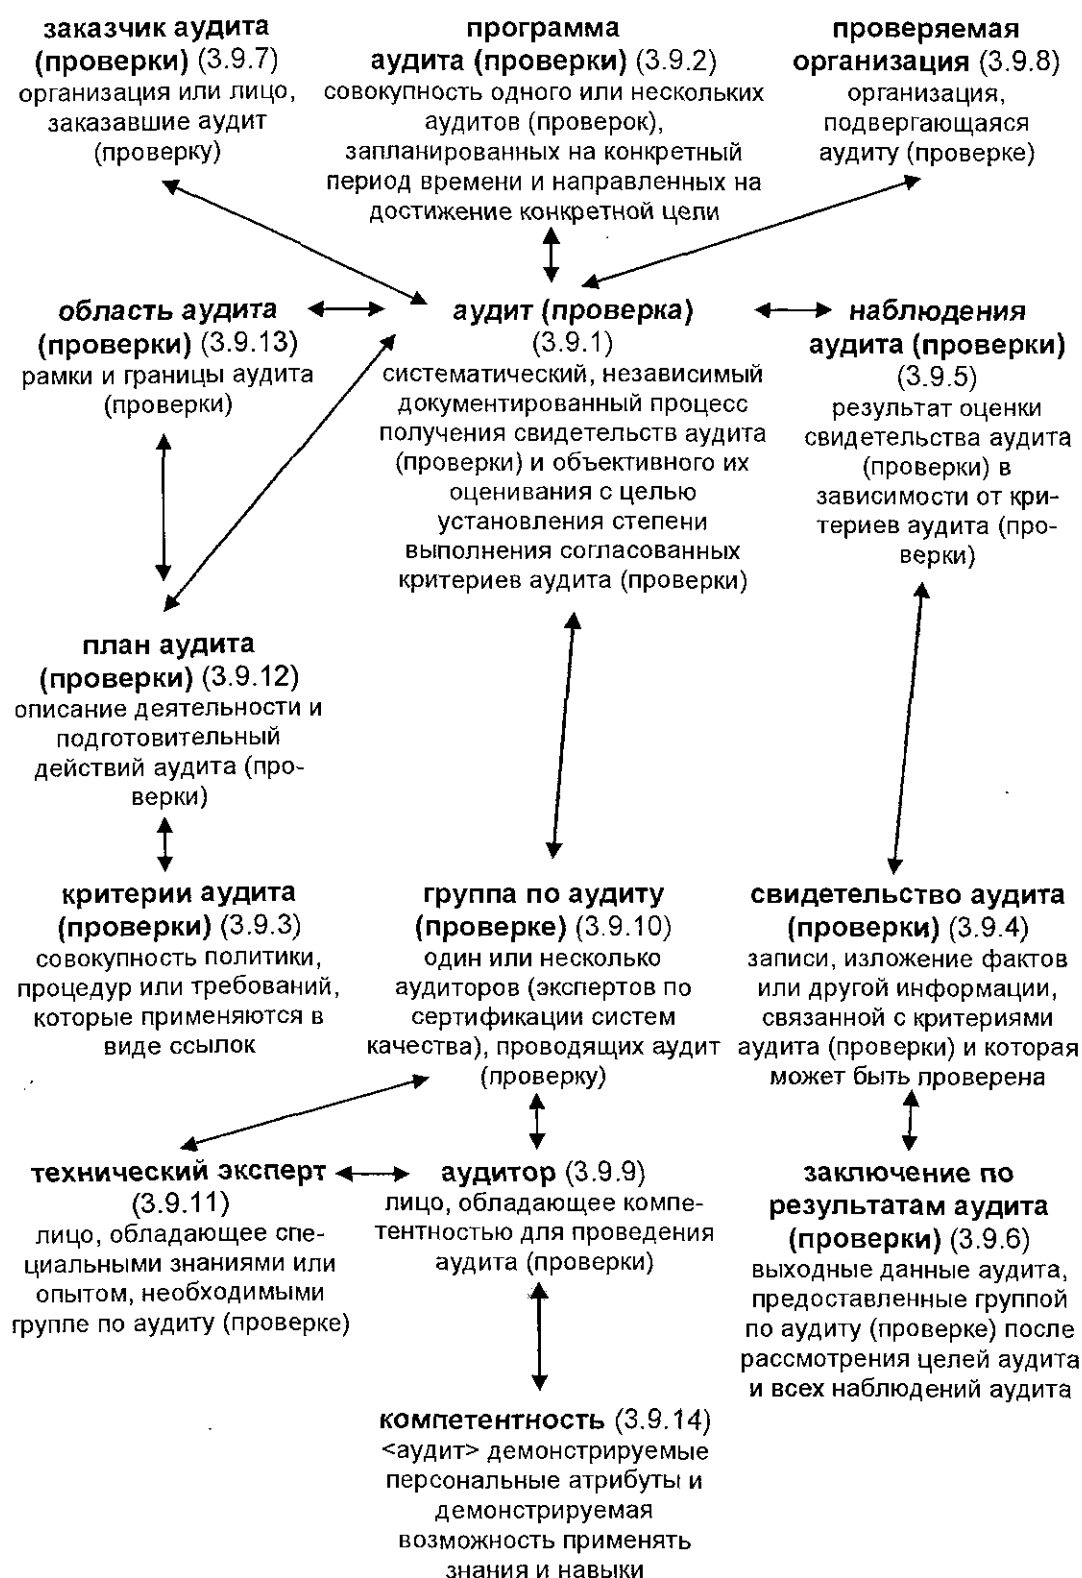 заказчик аудита
(проверки) (3.9.7)
организация или лицо,
заказавшие аудит
(проверку)
программа
аудита (проверки) (3.9.2)
совокупность одного или нескольких
аудитов (проверок),
запланированных на конкретный
период времени и направленных на
достижение конкретной цели
проверяемая
организация (3.9.8)
организация,
подвергающаяся
аудиту (проверке)
область аудита
(проверки) (3.9.13)
рамки и границы аудита
(проверки)
аудит (проверка)
(3.9.1)
систематический, независимый
документированный процесс
получения свидетельств аудита
(проверки) и объективного их
оценивания с целью
установления степени
выполнения согласованных
критериев аудита (проверки)
наблюдения
аудита (проверки)
(3.9.5)
результат оценки
свидетельства аудита
(проверки) в
зависимости от кри-
териев аудита (про-
верки)
план аудита
(проверки) (3.9.12)
описание деятельности и
подготовительный
действий аудита (про-
верки)
критерии аудита
(проверки) (3.9.3)
совокупность политики,
процедур или требований,
которые применяются в
виде ссылок
группа по аудиту
(проверке) (3.9.10)
один или несколько
аудиторов (экспертов по
сертификации систем
качества), проводящих аудит
(проверку)
свидетельство аудита
(проверки) (3.9.4)
записи, изложение фактов
или другой информации,
связанной с критериями
аудита (проверки) и которая
может быть проверена
технический эксперт
(3.9.11)
лицо, обладающее спе-
циальными знаниями или
опытом, необходимыми
группе по аудиту (проверке)
аудитор (3.9.9)
лицо, обладающее компе-
тентностью для проведения
аудита (проверки)
заключение по
результатам аудита
(проверки) (3.9.6)
выходные данные аудита,
предоставленные группой
по аудиту (проверке) после
рассмотрения целей аудита
и всех наблюдений аудита
компетентность (3.9.14)
<аудит> демонстрируемые
персональные атрибуты и
демонстрируемая
возможность применять
знания и навыки